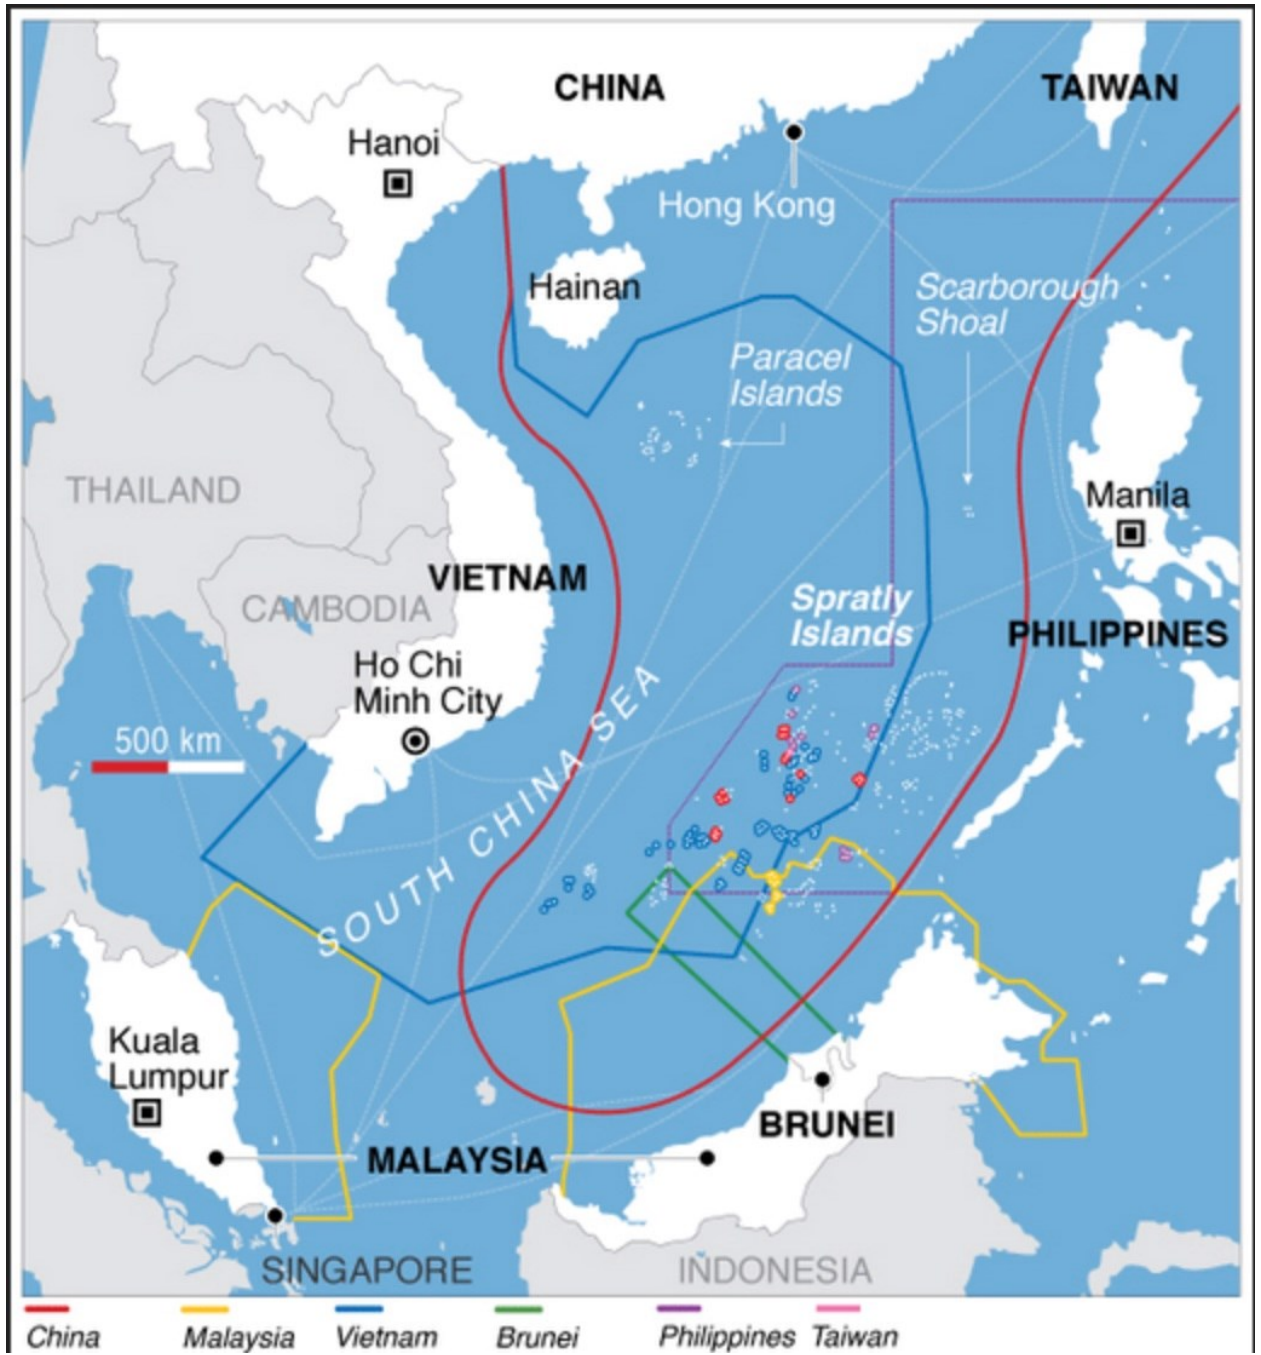 CHINA
TAIWAN
Hanoi
Hong Kong
Hainan
Scarborough
Shoal
Paracel
Islands
THAILAND
Manila
VIETNAM
CAMBODIA
Spratly
Islands
PHILIPPINES
Ho Chi
Minh City
500 km
SOUTH CHINA SEA
Kuala
Lumpur
BRUNEI
MALAYSIA
SINGAPORE
INDONESIA
China
Malaysia
Vietnam
Brunei
Philippines
Taiwan